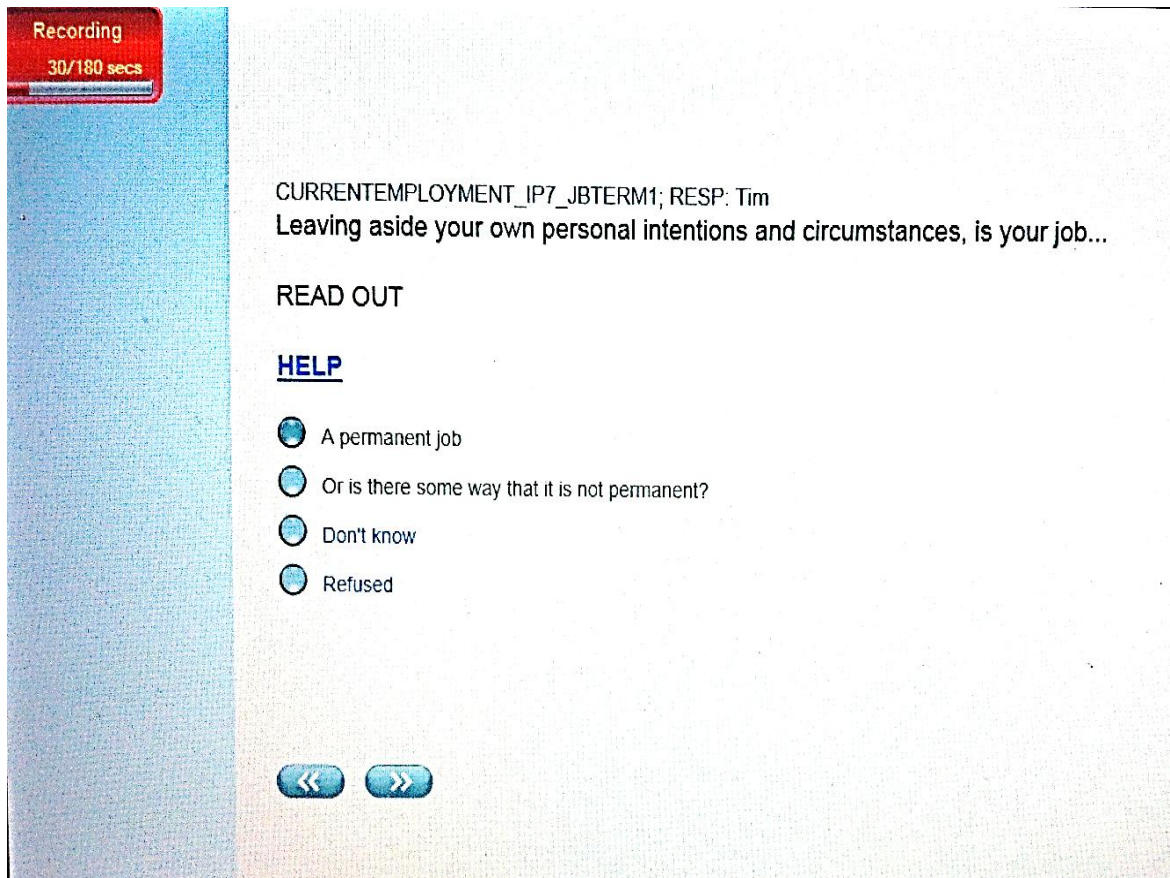 Recording
30/180 secs
CURRENTEMPLOYMENT_IP7_JBTERM1; RESP: Tim
Leaving aside your own personal intentions and circumstances, is your job...
READ OUT
HELP
A permanent job
Or is there some way that it is not permanent?
Don't know
Refused